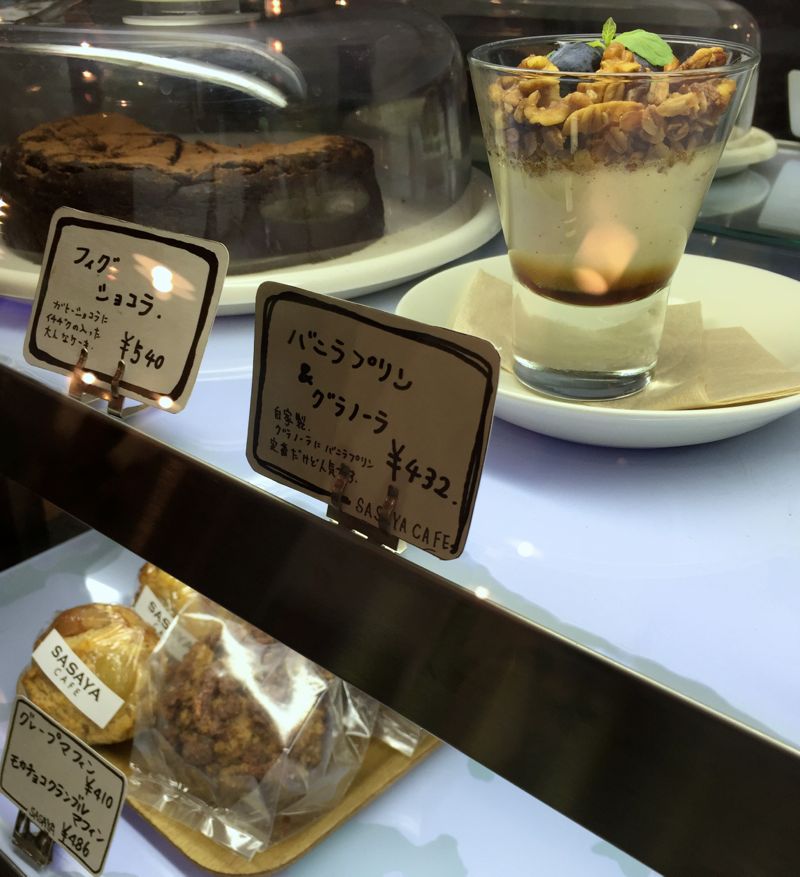 フィグ
ショコラ.
ガトーショコラに
イチヂクの入った
大人なケーキ.
¥540
バニラプリン
&
グラノーラ
自家製.
グラノーラにバニラプリン
定番だけど人気
¥432.
SASAYA CAFE
SASAYA
CAFE
グレープマフィン
¥410
モカチョコクランブル
マフィン
SASAYA
¥486